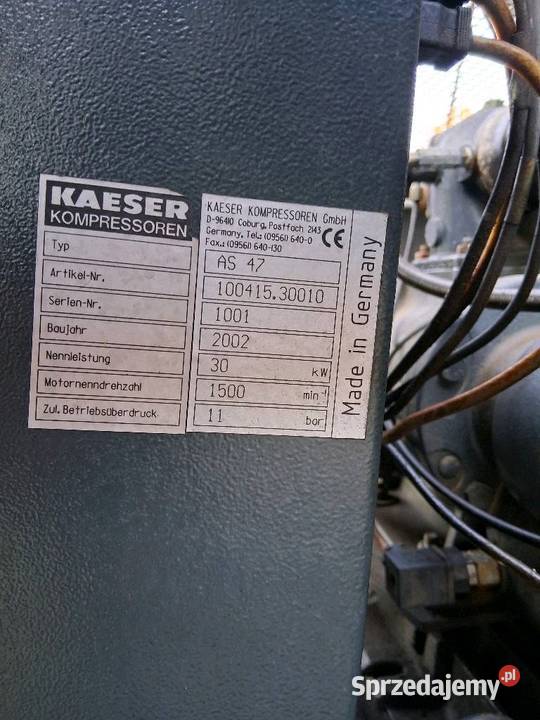 KAESER
KOMPRESSOREN
KAESER KOMPRESSOREN GmbH
D-96410 Coburg, Postfach 2143
Germany, Tel.: (09561) 640-0
Fax.: (09561) 640-130
CE
Typ AS 47
Artikel-Nr. 100415.30010
Serien-Nr. 1001
Baujahr 2002
Nennleistung 30 kW
Motornenndrehzahl 1500 min⁻¹
Zul. Betriebsüberdruck 11 bar
Made in Germany
Sprzedajemy.pl